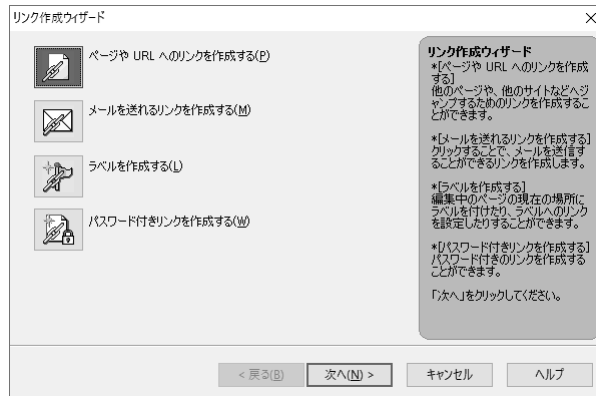 リンク作成ウィザード
ページや URL へのリンクを作成する(P)
メールを送れるリンクを作成する(M)
ラベルを作成する(L)
パスワード付きリンクを作成する(W)
リンク作成ウィザード
*[ページや URL へのリンクを作成
する]
他のページや、他のサイトなどへジ
ャンプするためのリンクを作成するこ
とができます。
*[メールを送れるリンクを作成する]
クリックすることで、メールを送信す
ることができるリンクを作成します。
*[ラベルを作成する]
編集中のページの現在の場所に
ラベルを付けたり、ラベルへのリンク
を設定したりすることができます。
*[パスワード付きリンクを作成する]
パスワード付きのリンクを作成する
ことができます。
「次へ」をクリックしてください。
< 戻る(B)
次へ(N) >
キャンセル
ヘルプ